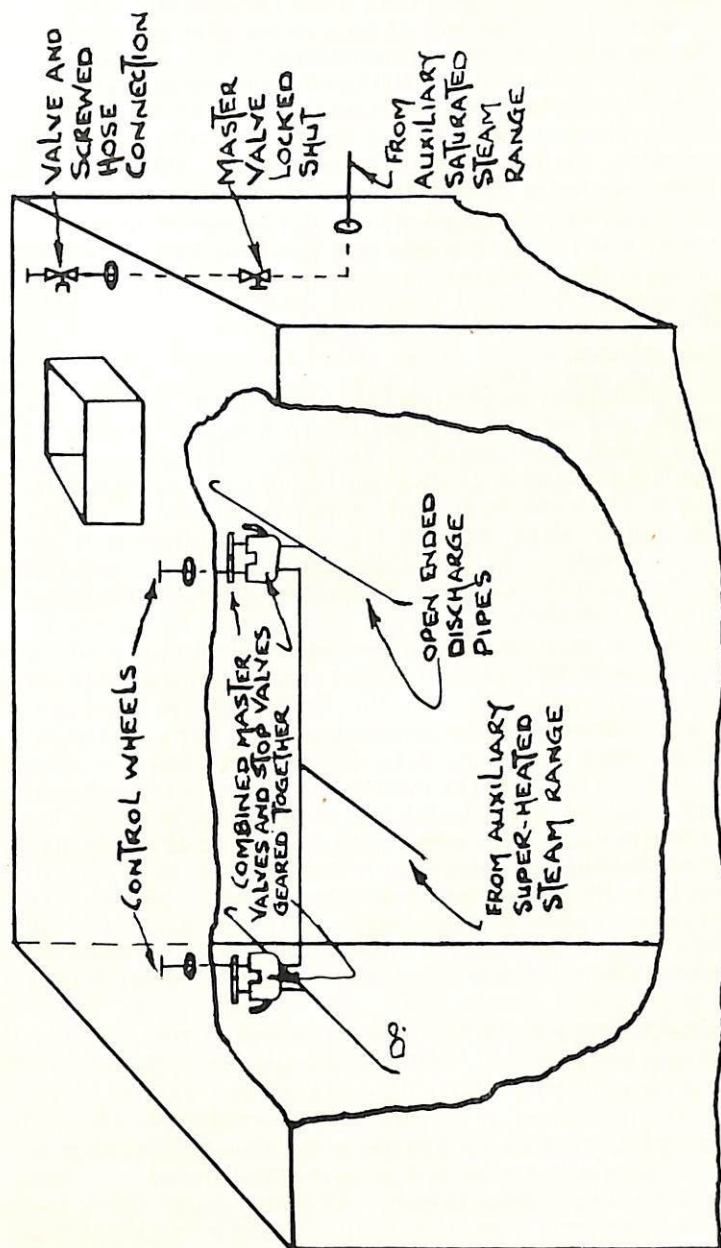 VALVE AND
SCREWED
HOSE
CONNECTION
MASTER
VALVE
LOCKED
SHUT
FROM
AUXILIARY
SATURATED
STEAM
RANGE
CONTROL WHEELS
COMBINED MASTER
VALVES AND STOP VALVES
GEARED TOGETHER
OPEN ENDED
DISCHARGE
PIPES
FROM AUXILIARY
SUPER-HEATED
STEAM RANGE
Do.